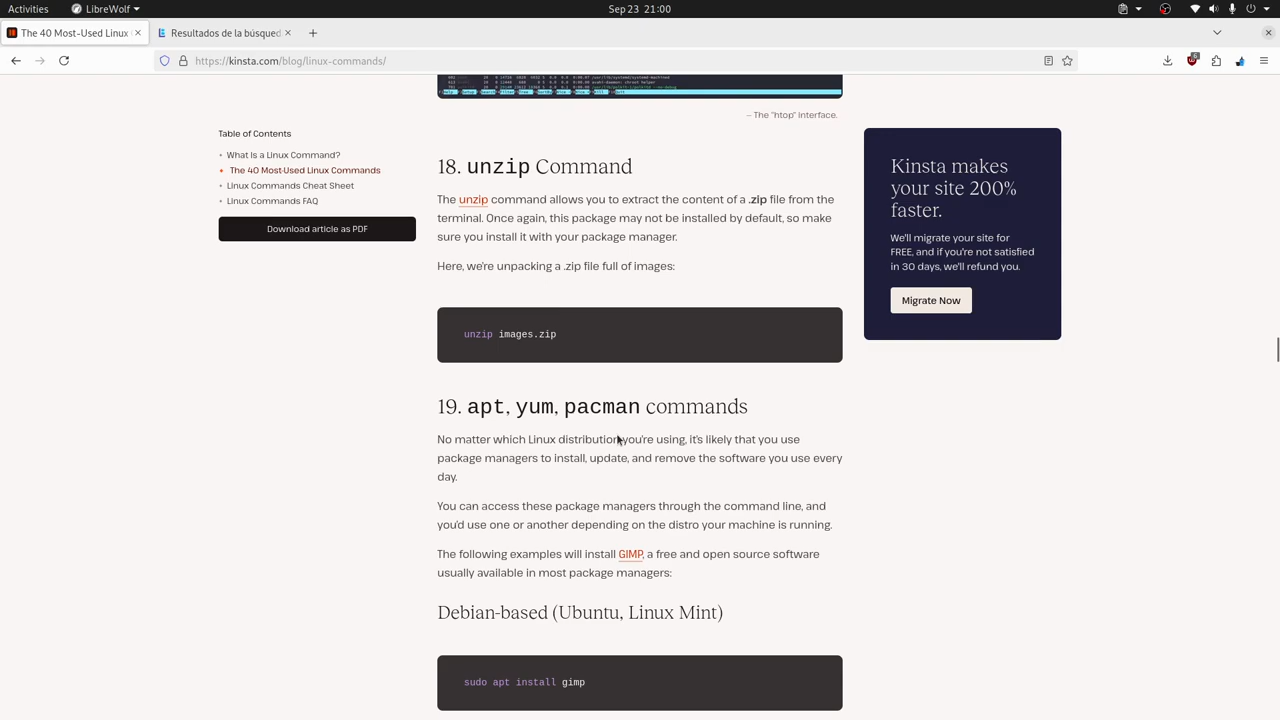 Activities
LibreWolf
Sep 23 21:00
The 40 Most-Used Linux
Resultados de la búsqued
https://kinsta.com/blog/linux-commands/
6
— The "htop" Interface.
Table of Contents
What Is a Linux Command?
The 40 Most-Used Linux Commands
Linux Commands Cheat Sheet
Linux Commands FAQ
Download article as PDF
18. unzip Command
The unzip command allows you to extract the content of a .zip file from the
terminal. Once again, this package may not be installed by default, so make
sure you install it with your package manager.
Here, we're unpacking a .zip file full of images:
unzip images.zip
19. apt, yum, pacman commands
No matter which Linux distribution you're using, it's likely that you use
package managers to install, update, and remove the software you use every
day.
You can access these package managers through the command line, and
you'd use one or another depending on the distro your machine is running.
The following examples will install GIMP, a free and open source software
usually available in most package managers:
Debian-based (Ubuntu, Linux Mint)
sudo apt install gimp
Kinsta makes
your site 200%
faster.
We'll migrate your site for
FREE, and if you're not satisfied
in 30 days, we'll refund you.
Migrate Now